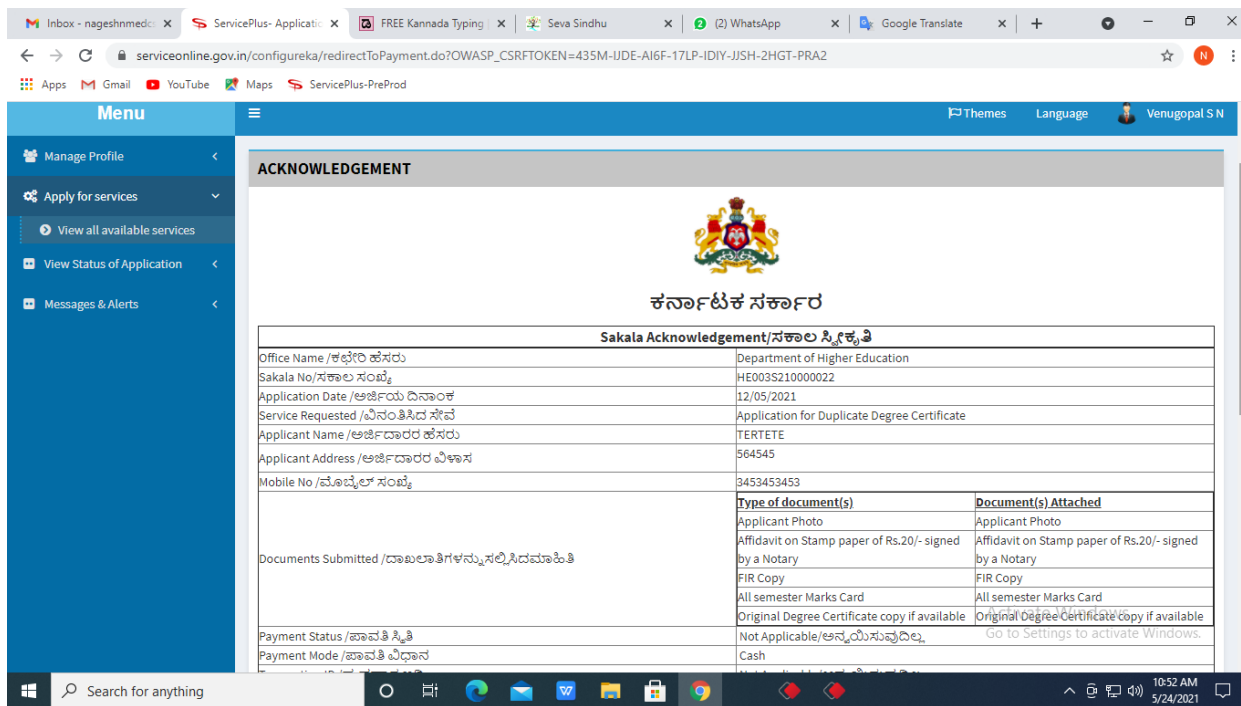 Inbox - nageshnmedcs
ServicePlus- Applicatio
FREE Kannada Typing
Seva Sindhu
(2) WhatsApp
Google Translate
serviceonline.gov.in/configureka/redirectToPayment.do?OWASP_CSRFTOKEN=435M-IJDE-AI6F-17LP-IDIY-JJSH-2HGT-PRA2
N
Apps Gmail YouTube Maps ServicePlus-PreProd
Menu
Themes Language Venugopal S N
Manage Profile
Apply for services
View all available services
View Status of Application
Messages & Alerts
ACKNOWLEDGEMENT
ಕರ್ನಾಟಕ ಸರ್ಕಾರ
Sakala Acknowledgement/ಸಕಾಲ ಸ್ವೀಕೃತಿ
Office Name /ಕಛೇರಿ ಹೆಸರು Department of Higher Education
Sakala No/ಸಕಾಲ ಸಂಖ್ಯೆ HE003S210000022
Application Date /ಅರ್ಜಿಯ ದಿನಾಂಕ 12/05/2021
Service Requested /ವಿನಂತಿಸಿದ ಸೇವೆ Application for Duplicate Degree Certificate
Applicant Name /ಅರ್ಜಿದಾರರ ಹೆಸರು TERTETE
Applicant Address /ಅರ್ಜಿದಾರರ ವಿಳಾಸ 564545
Mobile No /ಮೊಬೈಲ್ ಸಂಖ್ಯೆ 3453453453
Documents Submitted /ದಾಖಲಾತಿಗಳನ್ನು ಸಲ್ಲಿಸಿದಮಾಹಿತಿ
Type of document(s) Document(s) Attached
Applicant Photo Applicant Photo
Affidavit on Stamp paper of Rs.20/- signed Affidavit on Stamp paper of Rs.20/- signed
by a Notary by a Notary
FIR Copy FIR Copy
All semester Marks Card All semester Marks Card
Original Degree Certificate copy if available Original Degree Certificate copy if available
Activate Windows
Go to Settings to activate Windows.
Payment Status /ಪಾವತಿ ಸ್ಥಿತಿ Not Applicable/ಅನ್ವಯಿಸುವುದಿಲ್ಲ
Payment Mode /ಪಾವತಿ ವಿಧಾನ Cash
Search for anything
10:52 AM
5/24/2021